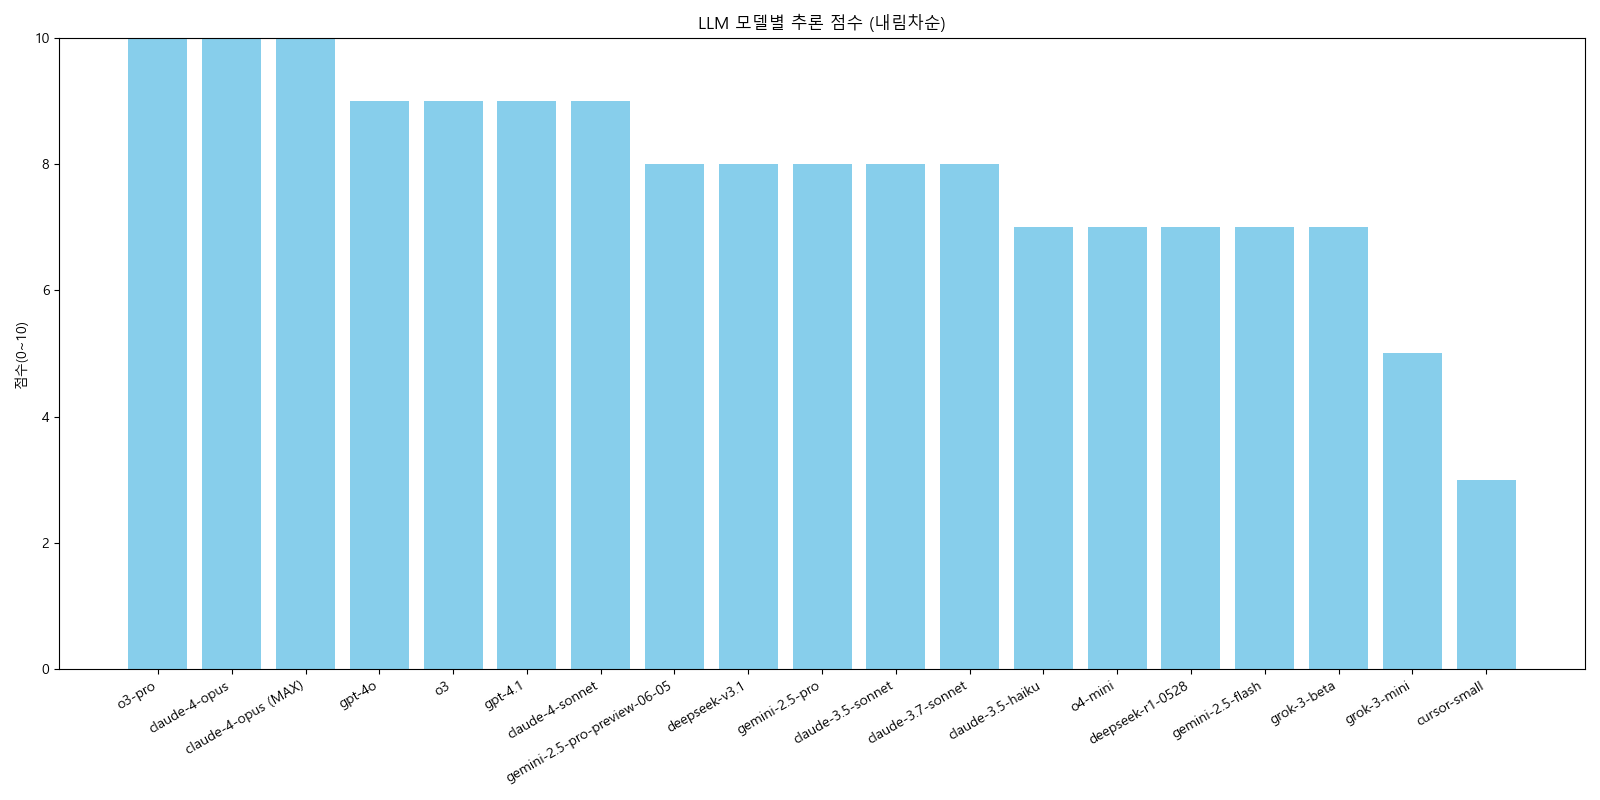 LLM 모델별 추론 점수 (내림차순)
점수(0~10)
10
8
6
4
2
0
o3-pro
claude-4-opus
claude-4-opus (MAX)
gpt-4o
o3
gpt-4.1
claude-4-sonnet
gemini-2.5-pro-preview-06-05
deepseek-v3.1
gemini-2.5-pro
claude-3.5-sonnet
claude-3.7-sonnet
claude-3.5-haiku
o4-mini
deepseek-r1-0528
gemini-2.5-flash
grok-3-beta
grok-3-mini
cursor-small